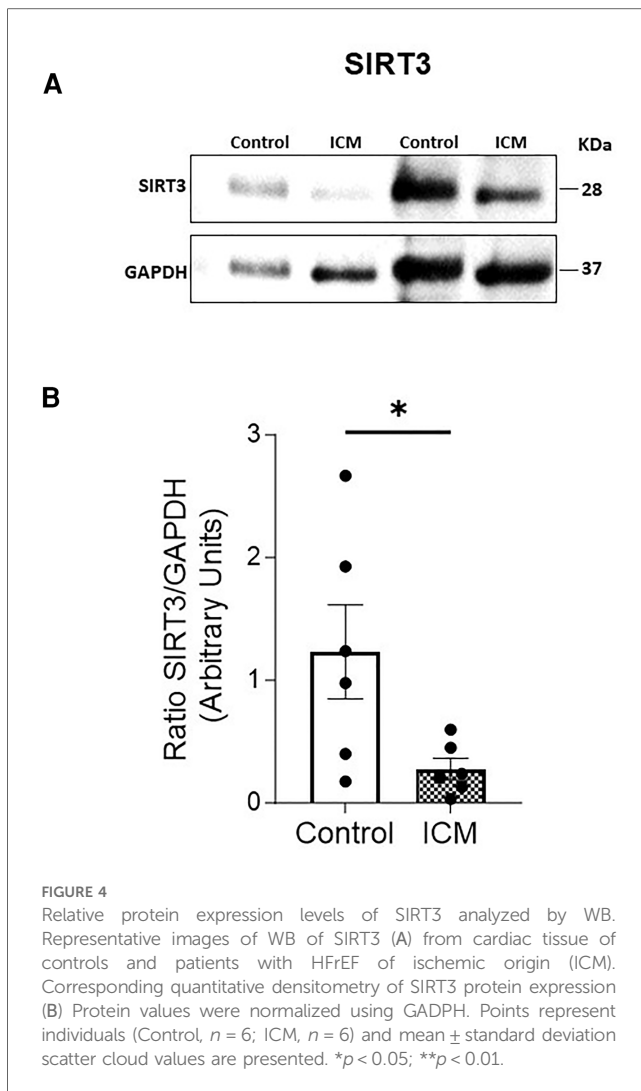 SIRT3
A
Control ICM Control ICM KDa
SIRT3 28
GAPDH 37
B
*
3
2
1
0
Ratio SIRT3/GAPDH
(Arbitrary Units)
Control ICM
FIGURE 4
Relative protein expression levels of SIRT3 analyzed by WB.
Representative images of WB of SIRT3 (A) from cardiac tissue of
controls and patients with HFrEF of ischemic origin (ICM).
Corresponding quantitative densitometry of SIRT3 protein expression
(B) Protein values were normalized using GADPH. Points represent
individuals (Control, n = 6; ICM, n = 6) and mean ± standard deviation
scatter cloud values are presented. *p < 0.05; **p < 0.01.